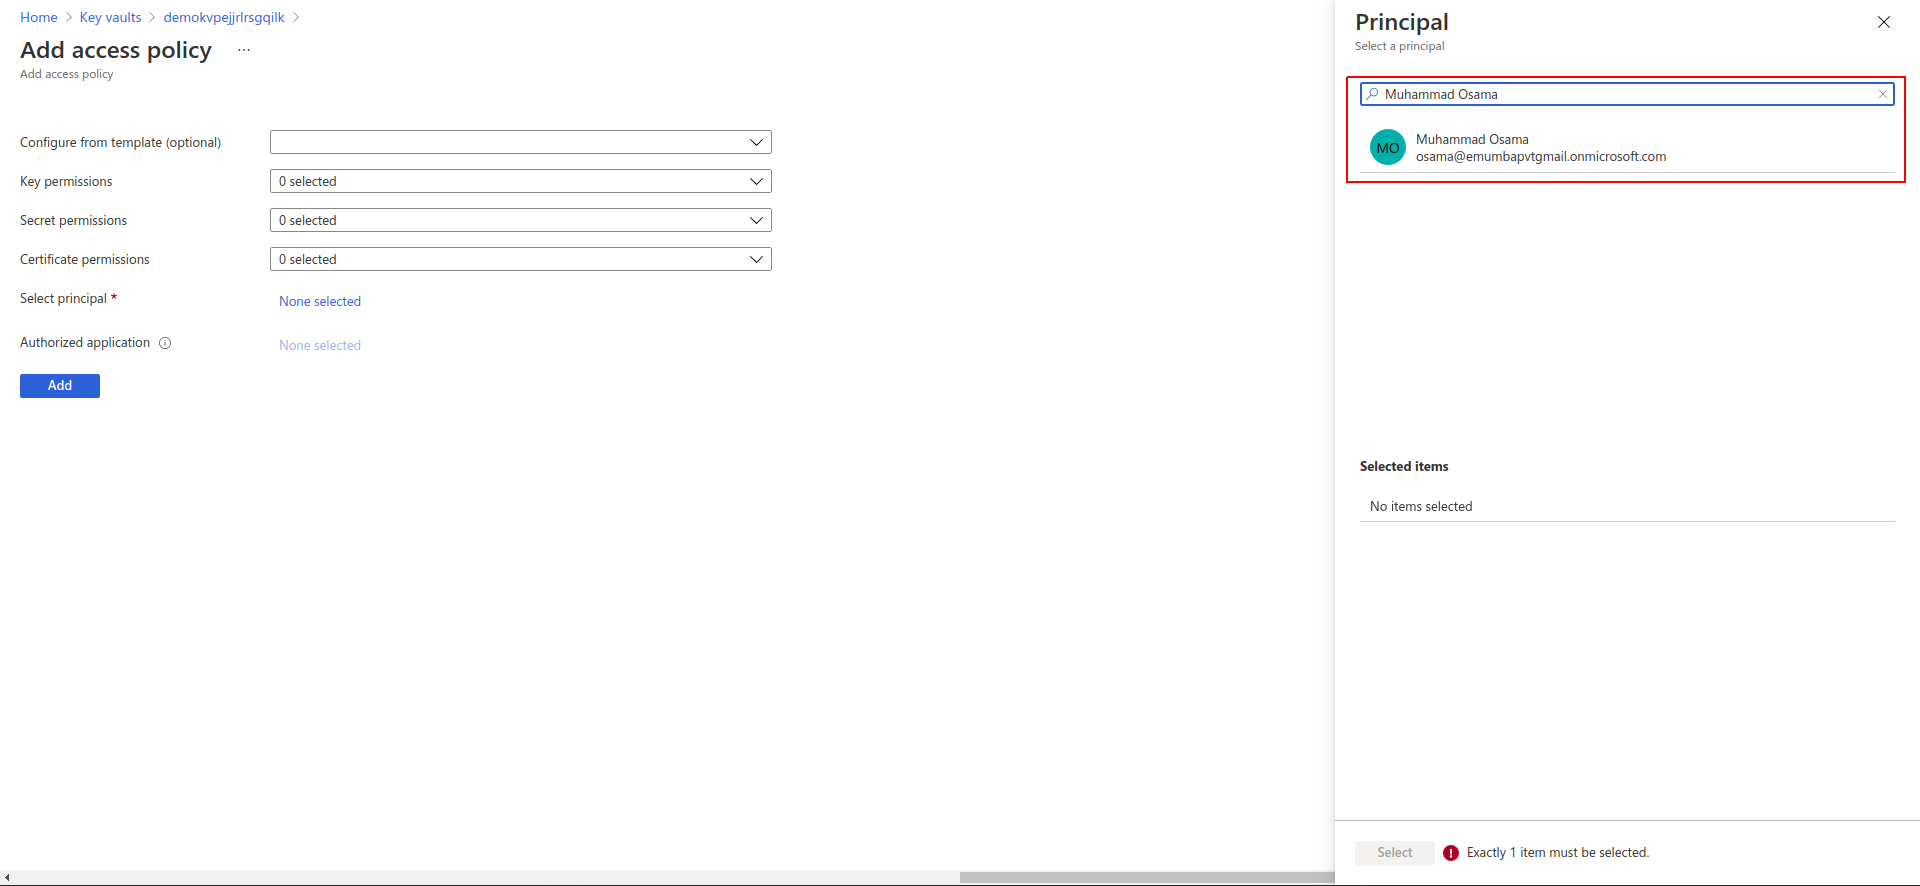 Home > Key vaults > demokvpejjrlrsgqilk >
Add access policy ...
Add access policy
Configure from template (optional)
Key permissions 0 selected
Secret permissions 0 selected
Certificate permissions 0 selected
Select principal * None selected
Authorized application None selected
Add
Principal
Select a principal
Muhammad Osama
MO
Muhammad Osama
osama@emumbapvtgmail.onmicrosoft.com
Selected items
No items selected
Select Exactly 1 item must be selected.